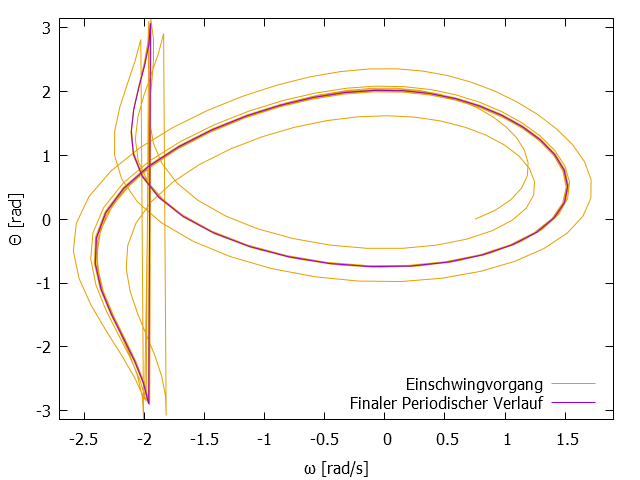 3
2
1
0
-1
-2
-3
Θ [rad]
Einschwingvorgang
Finaler Periodischer Verlauf
-2.5 -2 -1.5 -1 -0.5 0 0.5 1 1.5
ω [rad/s]